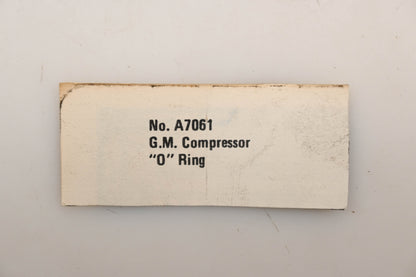 No. A7061
G.M. Compressor
"O" Ring